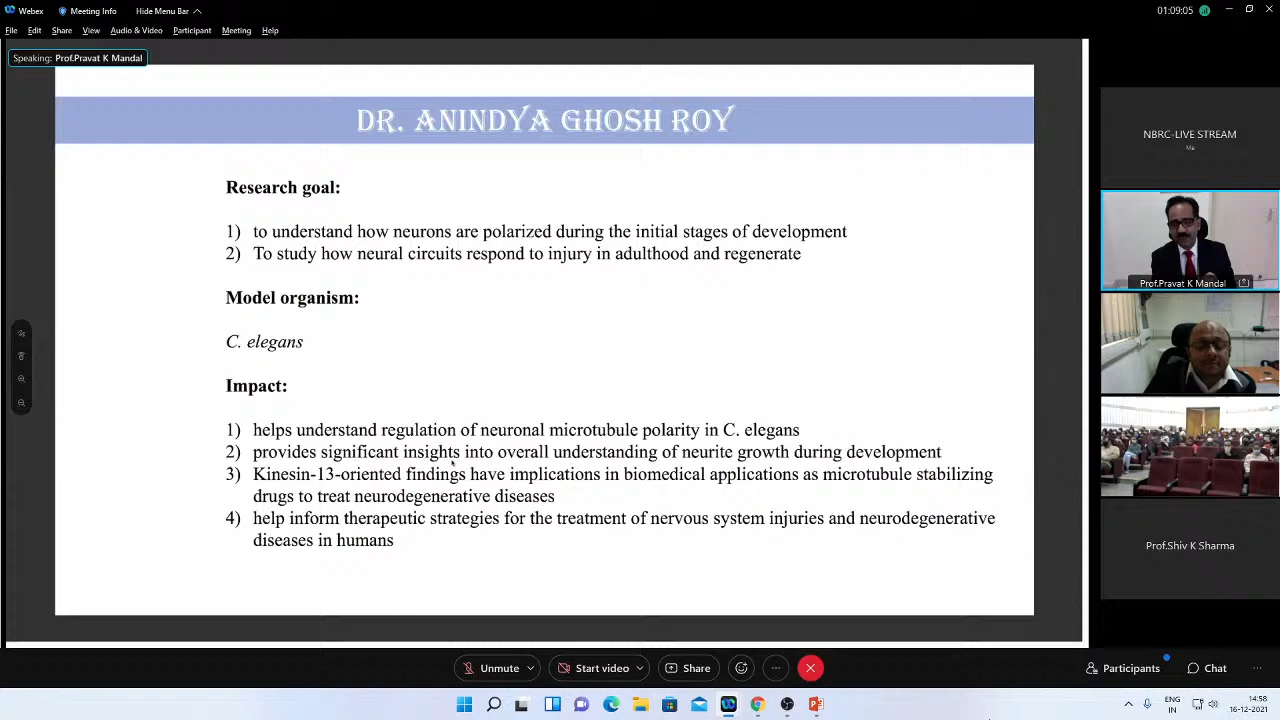 Webex
Meeting Info
Hide Menu Bar
01:09:05
File Edit Share View Audio & Video Participant Meeting Help
Speaking: Prof.Pravat K Mandal
DR. ANINDYA GHOSH ROY
Research goal:
1) to understand how neurons are polarized during the initial stages of development
2) To study how neural circuits respond to injury in adulthood and regenerate
Model organism:
C. elegans
Impact:
1) helps understand regulation of neuronal microtubule polarity in C. elegans
2) provides significant insights into overall understanding of neurite growth during development
3) Kinesin-13-oriented findings have implications in biomedical applications as microtubule stabilizing
drugs to treat neurodegenerative diseases
4) help inform therapeutic strategies for the treatment of nervous system injuries and neurodegenerative
diseases in humans
NBRC-LIVE STREAM
Me
Prof.Pravat K Mandal
Prof.Shiv K Sharma
Unmute
Start video
Share
Participants
Chat
ENG
IN
14:58
16-12-2021